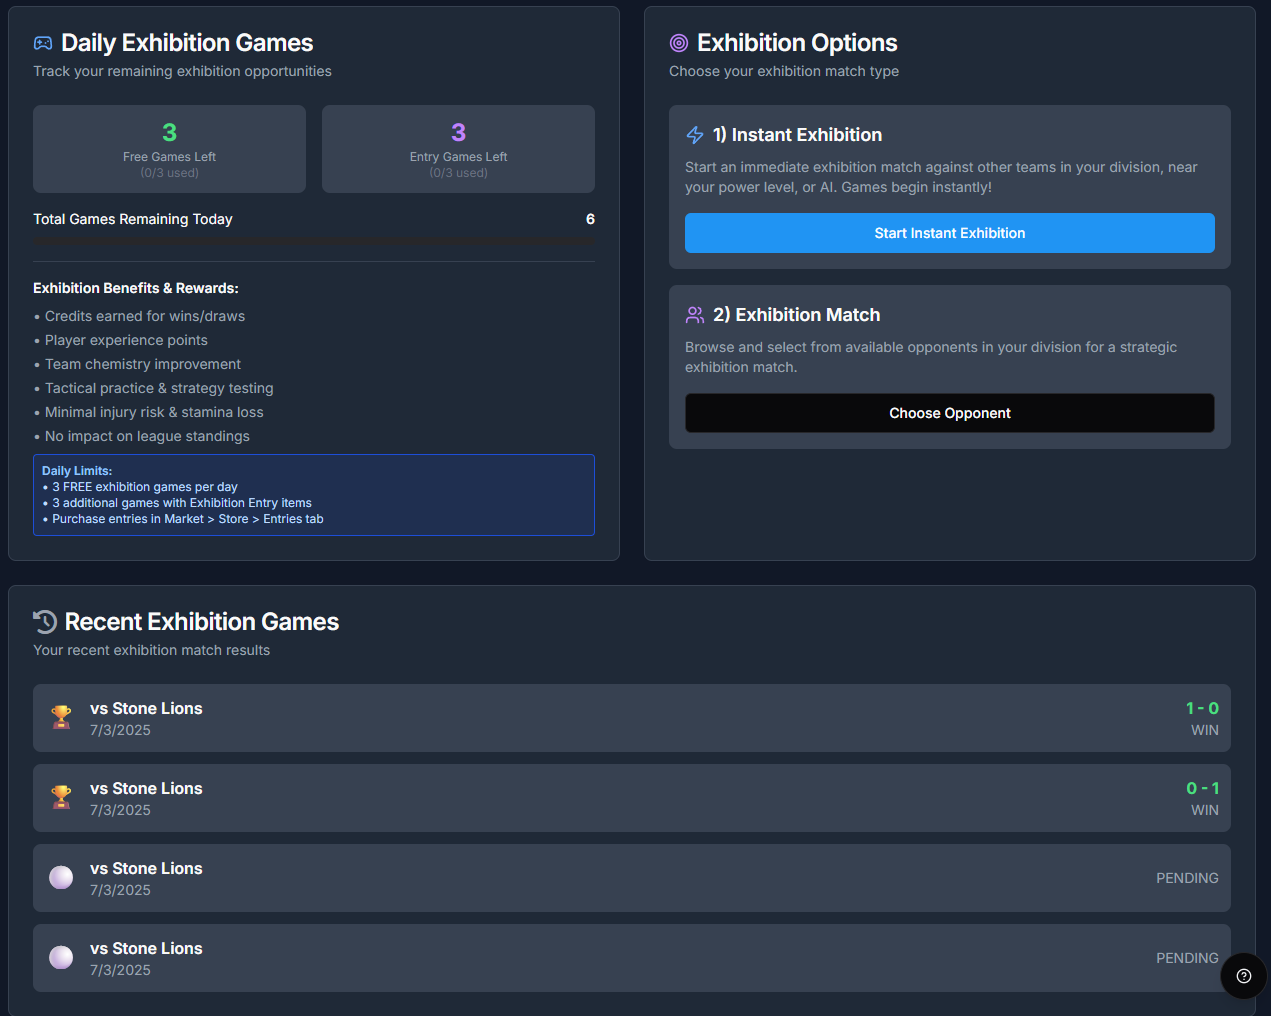 Daily Exhibition Games
Track your remaining exhibition opportunities
3
Free Games Left
(0/3 used)
3
Entry Games Left
(0/3 used)
Total Games Remaining Today
6
Exhibition Benefits & Rewards:
• Credits earned for wins/draws
• Player experience points
• Team chemistry improvement
• Tactical practice & strategy testing
• Minimal injury risk & stamina loss
• No impact on league standings
Daily Limits:
• 3 FREE exhibition games per day
• 3 additional games with Exhibition Entry items
• Purchase entries in Market > Store > Entries tab
Exhibition Options
Choose your exhibition match type
1) Instant Exhibition
Start an immediate exhibition match against other teams in your division, near
your power level, or AI. Games begin instantly!
Start Instant Exhibition
2) Exhibition Match
Browse and select from available opponents in your division for a strategic
exhibition match.
Choose Opponent
Recent Exhibition Games
Your recent exhibition match results
vs Stone Lions
7/3/2025
1 - 0
WIN
vs Stone Lions
7/3/2025
0 - 1
WIN
vs Stone Lions
7/3/2025
PENDING
vs Stone Lions
7/3/2025
PENDING